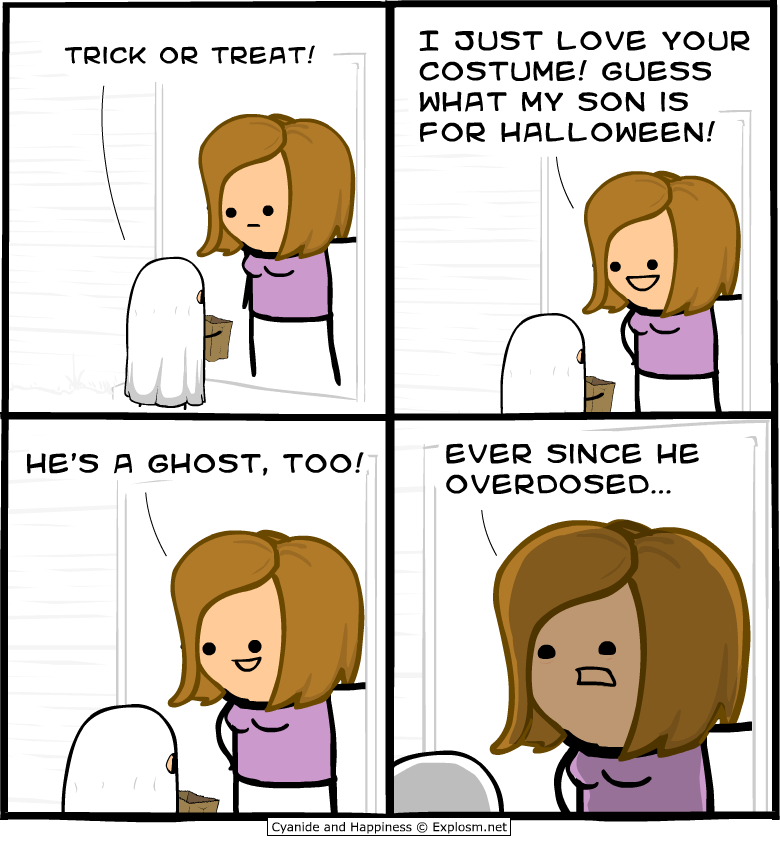 TRICK OR TREAT!
I JUST LOVE YOUR
COSTUME! GUESS
WHAT MY SON IS
FOR HALLOWEEN!
HE'S A GHOST, TOO!
EVER SINCE HE
OVERDOSED...
Cyanide and Happiness © Explosm.net